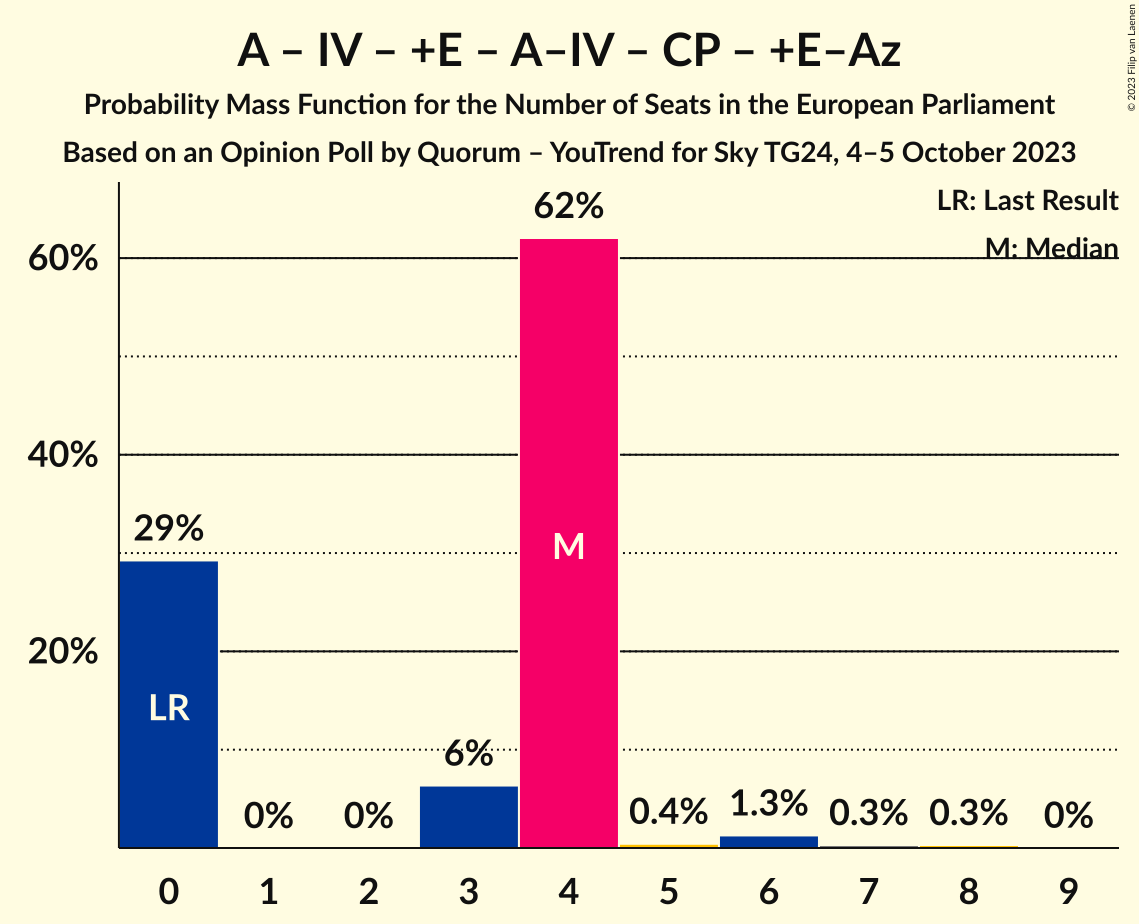 A – IV – +E – A–IV – CP – +E–Az
Probability Mass Function for the Number of Seats in the European Parliament
Based on an Opinion Poll by Quorum – YouTrend for Sky TG24, 4–5 October 2023
© 2023 Filip van Laenen
LR: Last Result
M: Median
60%
40%
20%
29%
0%
0%
6%
62%
0.4%
1.3%
0.3%
0.3%
0%
LR
M
0 1 2 3 4 5 6 7 8 9